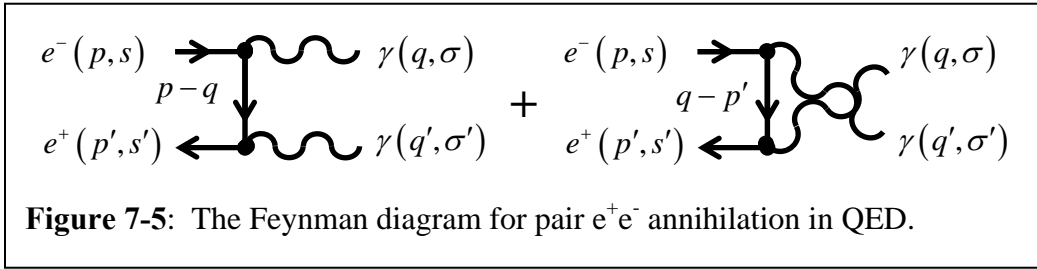 e⁻(p,s) γ(q,σ) + e⁻(p,s) γ(q,σ)
p−q q−p′
e⁺(p′,s′) γ(q′,σ′) e⁺(p′,s′) γ(q′,σ′)
Figure 7-5: The Feynman diagram for pair e⁺e⁻ annihilation in QED.